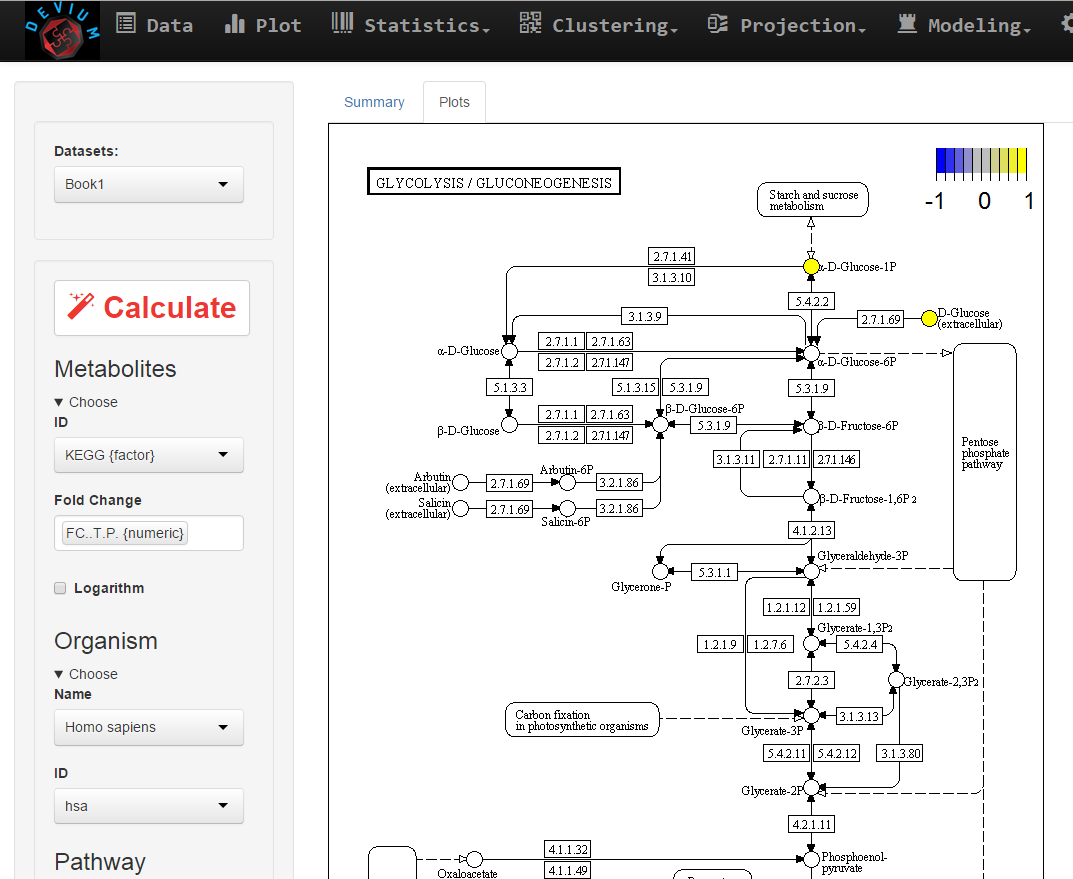 DEVIUM
Data
Plot
Statistics
Clustering
Projection
Modeling
Summary
Plots
Datasets:
Book1
Calculate
Metabolites
Choose
ID
KEGG {factor}
Fold Change
FC..T.P. {numeric}
Logarithm
Organism
Choose
Name
Homo sapiens
ID
hsa
Pathway
GLYCOLYSIS / GLUCONEOGENESIS
-1 0 1
Starch and sucrose
metabolism
2.7.1.41
3.1.3.10
α-D-Glucose-1P
5.4.2.2
3.1.3.9
2.7.1.69
D-Glucose
(extracellular)
2.7.1.1
2.7.1.63
α-D-Glucose
2.7.1.2
2.7.1.147
α-D-Glucose-6P
5.1.3.3
5.1.3.15
5.3.1.9
5.3.1.9
2.7.1.1
2.7.1.63
β-D-Glucose-6P
β-D-Glucose
2.7.1.2
2.7.1.147
5.3.1.9
β-D-Fructose-6P
Pentose
phosphate
pathway
3.1.3.11
2.7.1.11
2.7.1.146
Arbutin
(extracellular)
2.7.1.69
Arbutin-6P
3.2.1.86
Salicin
(extracellular)
2.7.1.69
Salicin-6P
3.2.1.86
β-D-Fructose-1,6P2
4.1.2.13
Glyceraldehyde-3P
5.3.1.1
Glycerone-P
1.2.1.12
1.2.1.59
Glycerate-1,3P2
1.2.1.9
1.2.7.6
5.4.2.4
2.7.2.3
Glycerate-2,3P2
Carbon fixation
in photosynthetic organisms
3.1.3.13
Glycerate-3P
5.4.2.11
5.4.2.12
3.1.3.80
Glycerate-2P
4.2.1.11
4.1.1.32
4.1.1.49
Oxaloacetate
Phosphoenol-
pyruvate